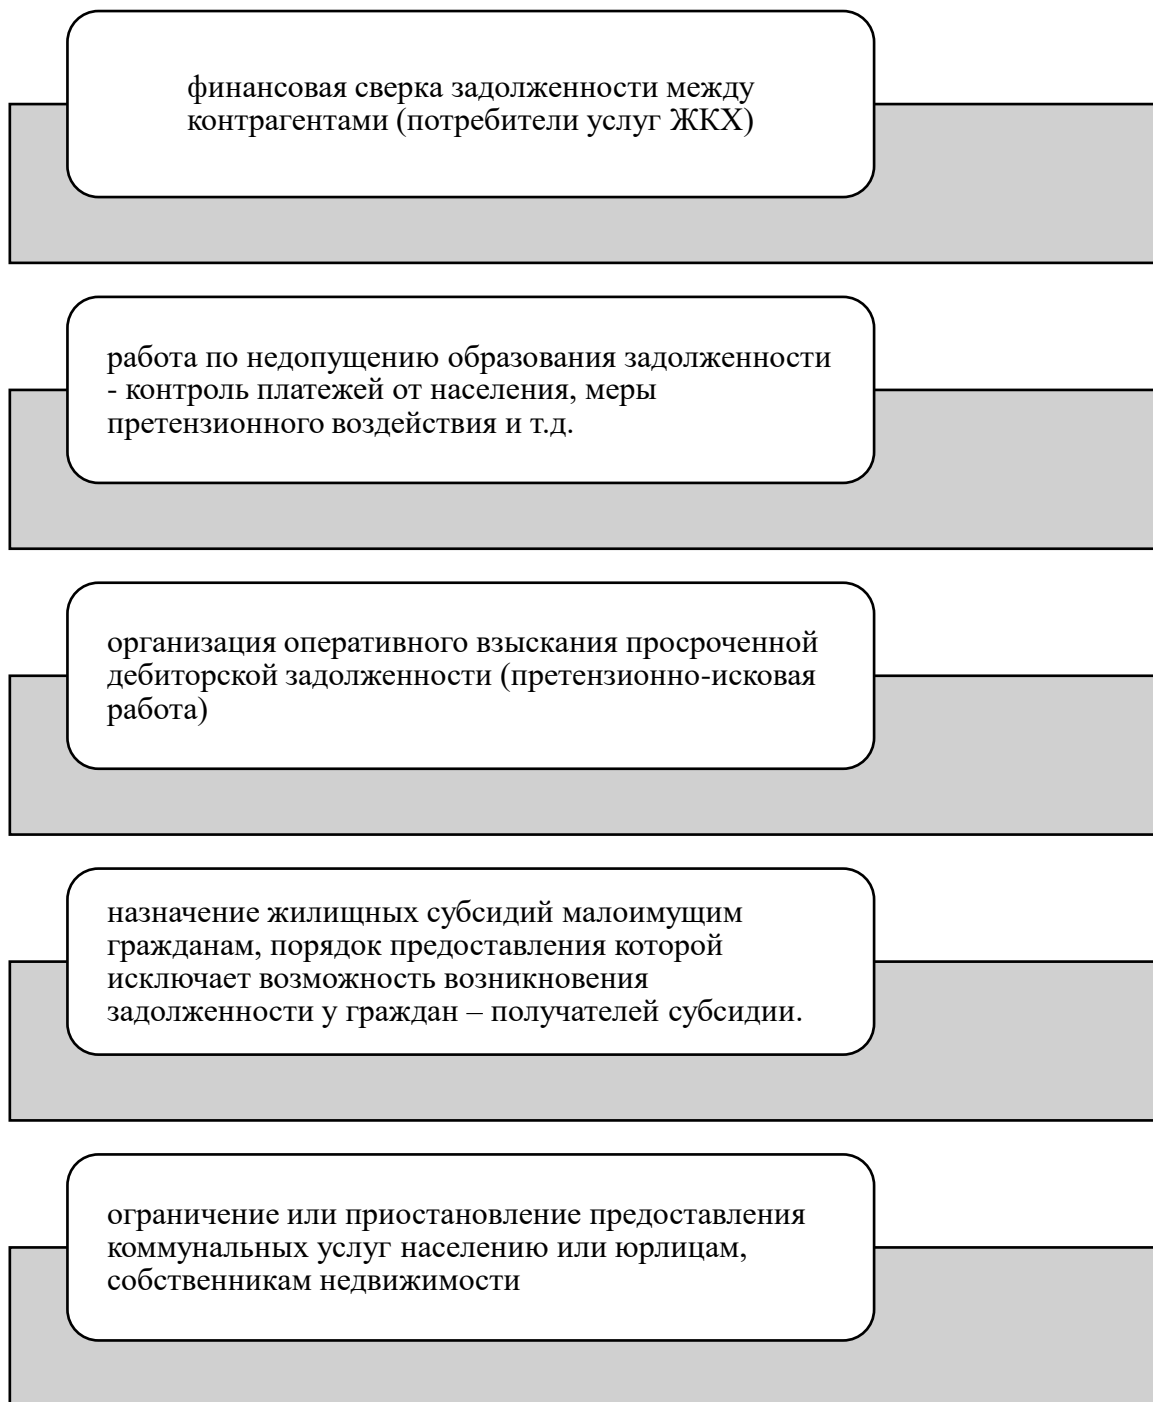 финансовая сверка задолженности между
контрагентами (потребители услуг ЖКХ)
работа по недопущению образования задолженности
- контроль платежей от населения, меры
претензионного воздействия и т.д.
организация оперативного взыскания просроченной
дебиторской задолженности (претензионно-исковая
работа)
назначение жилищных субсидий малоимущим
гражданам, порядок предоставления которой
исключает возможность возникновения
задолженности у граждан – получателей субсидии.
ограничение или приостановление предоставления
коммунальных услуг населению или юрлицам,
собственникам недвижимости